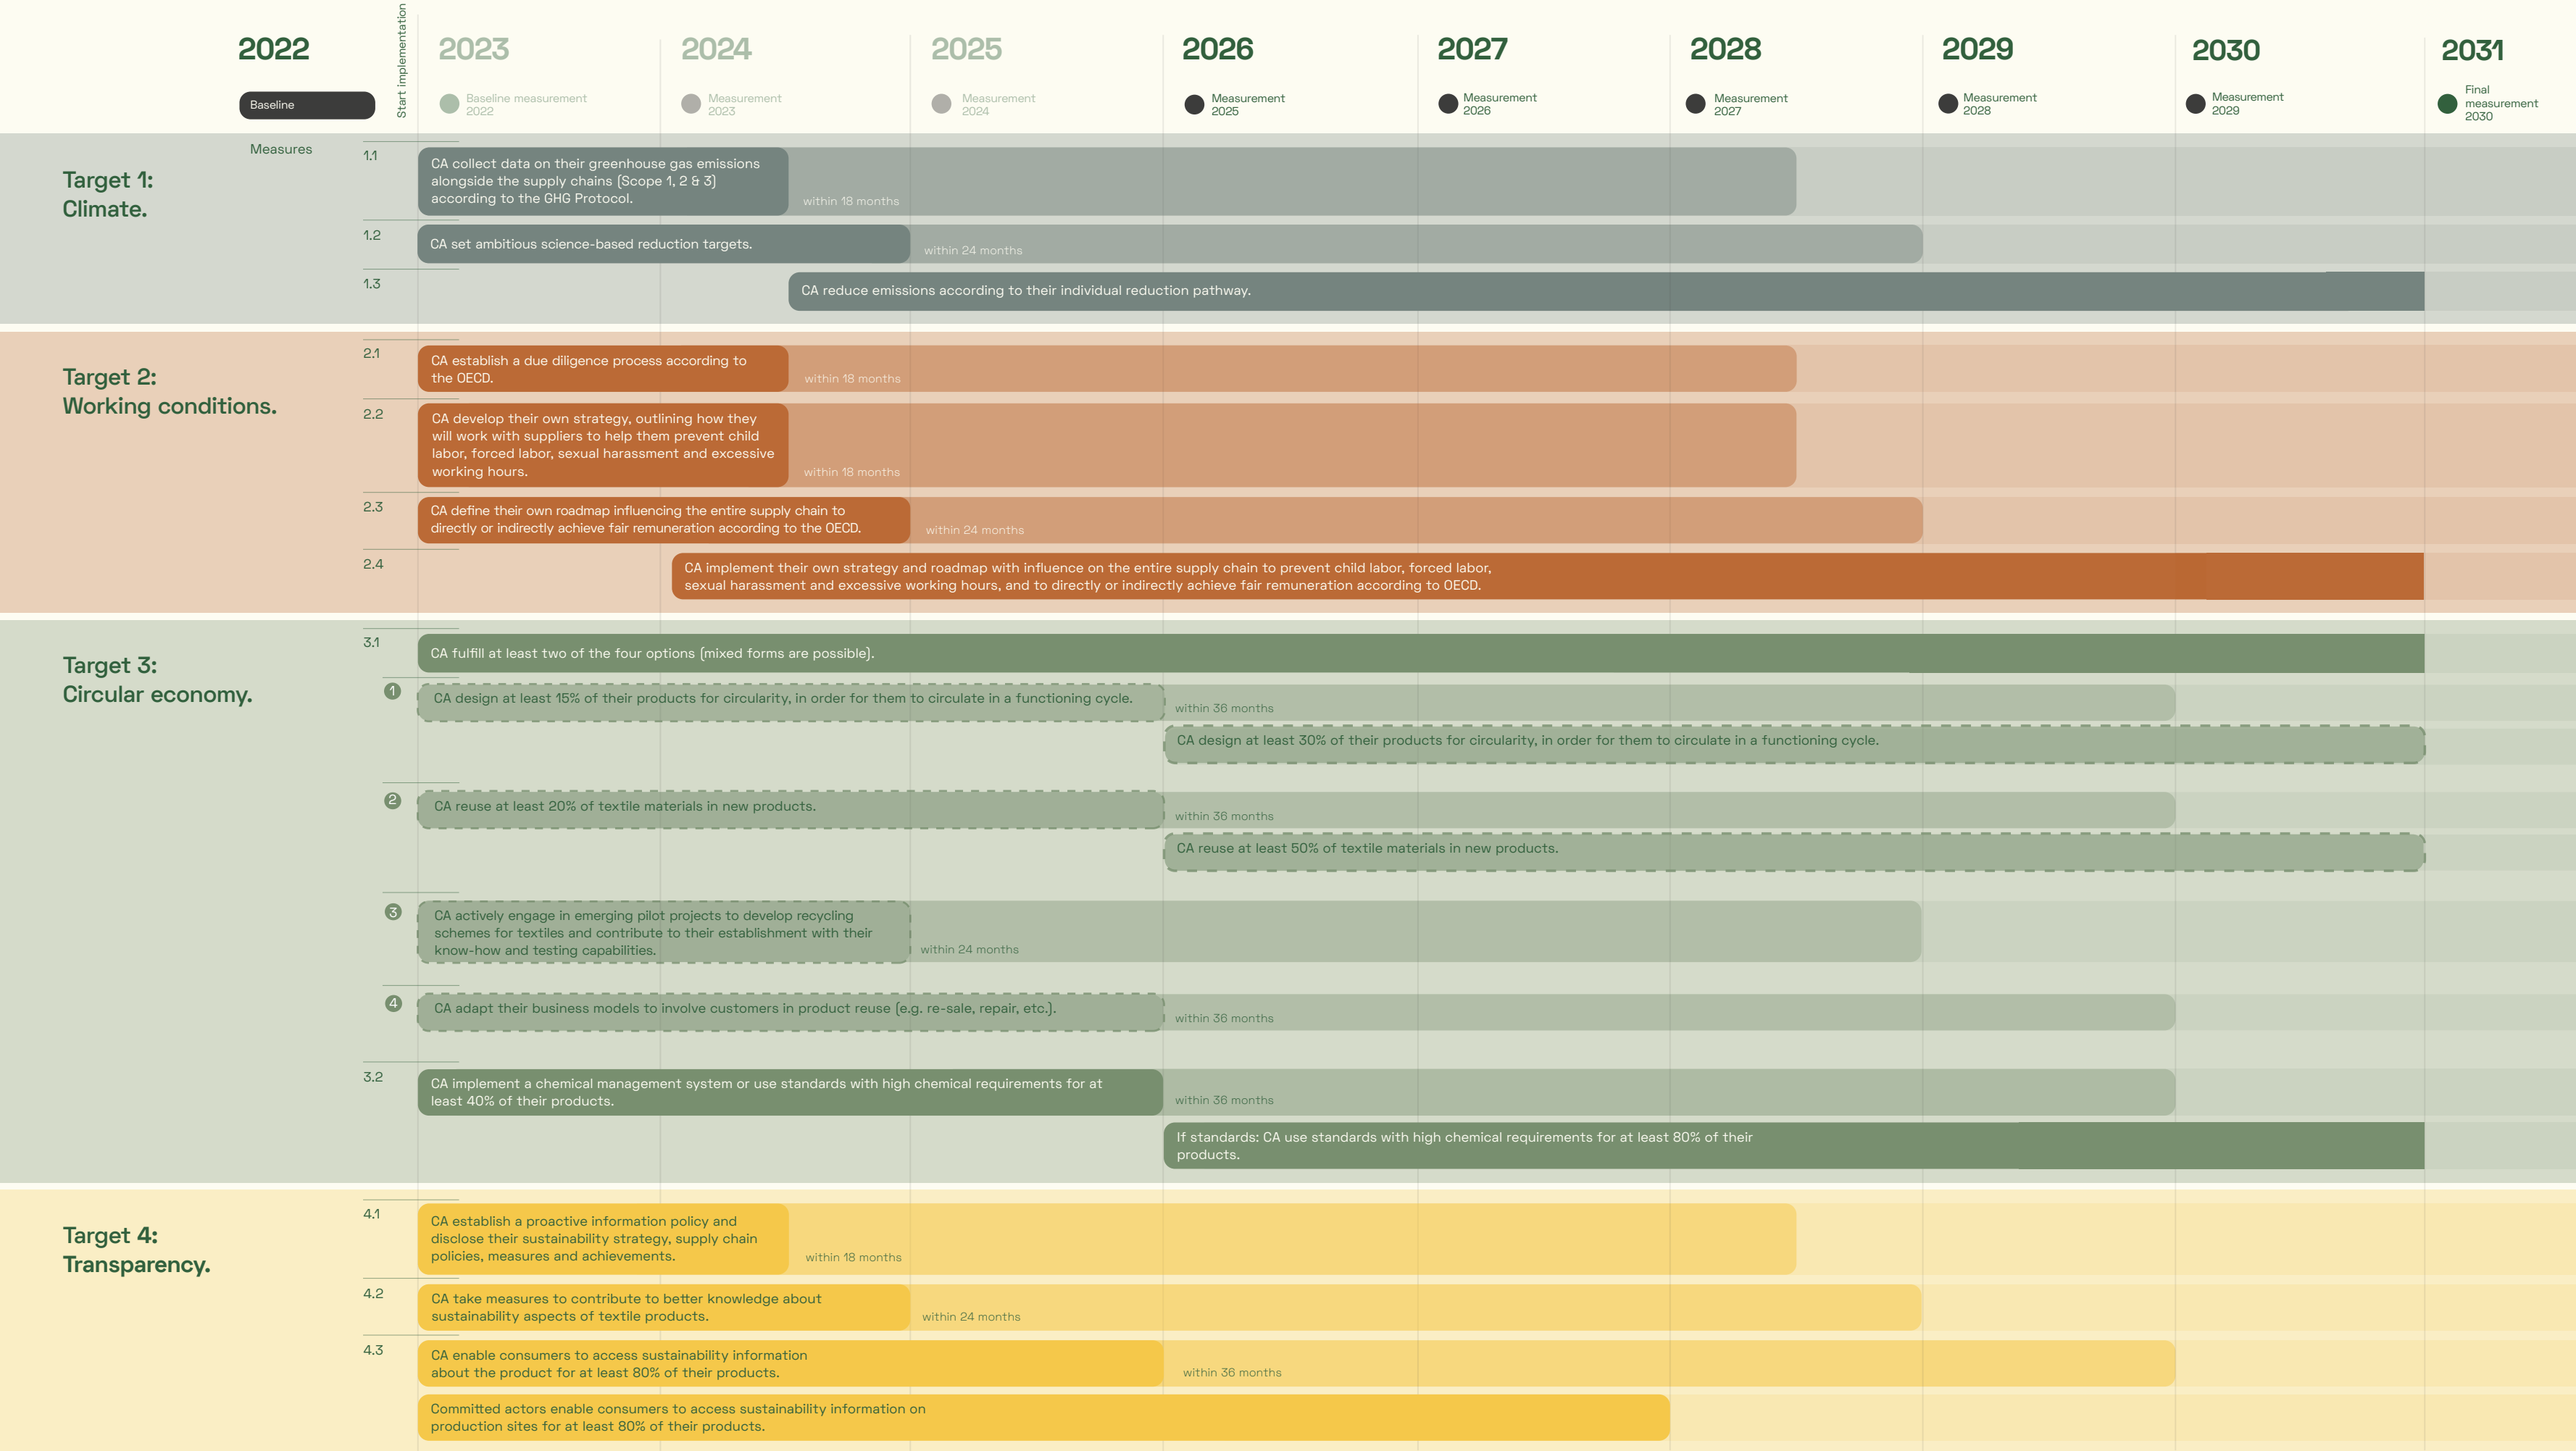 2022
Start implementation
2023
2024
2025
2026
2027
2028
2029
2030
2031
Baseline
Baseline measurement
2022
Measurement
2023
Measurement
2024
Measurement
2025
Measurement
2026
Measurement
2027
Measurement
2028
Measurement
2029
Final
measurement
2030
Measures
Target 1:
Climate.
1.1
CA collect data on their greenhouse gas emissions
alongside the supply chains (Scope 1, 2 & 3)
according to the GHG Protocol.
within 18 months
1.2
CA set ambitious science-based reduction targets.
within 24 months
1.3
CA reduce emissions according to their individual reduction pathway.
Target 2:
Working conditions.
2.1
CA establish a due diligence process according to
the OECD.
within 18 months
2.2
CA develop their own strategy, outlining how they
will work with suppliers to help them prevent child
labor, forced labor, sexual harassment and excessive
working hours.
within 18 months
2.3
CA define their own roadmap influencing the entire supply chain to
directly or indirectly achieve fair remuneration according to the OECD.
within 24 months
2.4
CA implement their own strategy and roadmap with influence on the entire supply chain to prevent child labor, forced labor,
sexual harassment and excessive working hours, and to directly or indirectly achieve fair remuneration according to OECD.
Target 3:
Circular economy.
3.1
CA fulfill at least two of the four options (mixed forms are possible).
1
CA design at least 15% of their products for circularity, in order for them to circulate in a functioning cycle.
within 36 months
CA design at least 30% of their products for circularity, in order for them to circulate in a functioning cycle.
2
CA reuse at least 20% of textile materials in new products.
within 36 months
CA reuse at least 50% of textile materials in new products.
3
CA actively engage in emerging pilot projects to develop recycling
schemes for textiles and contribute to their establishment with their
know-how and testing capabilities.
within 24 months
4
CA adapt their business models to involve customers in product reuse (e.g. re-sale, repair, etc.).
within 36 months
3.2
CA implement a chemical management system or use standards with high chemical requirements for at
least 40% of their products.
within 36 months
If standards: CA use standards with high chemical requirements for at least 80% of their
products.
Target 4:
Transparency.
4.1
CA establish a proactive information policy and
disclose their sustainability strategy, supply chain
policies, measures and achievements.
within 18 months
4.2
CA take measures to contribute to better knowledge about
sustainability aspects of textile products.
within 24 months
4.3
CA enable consumers to access sustainability information
about the product for at least 80% of their products.
within 36 months
Committed actors enable consumers to access sustainability information on
production sites for at least 80% of their products.